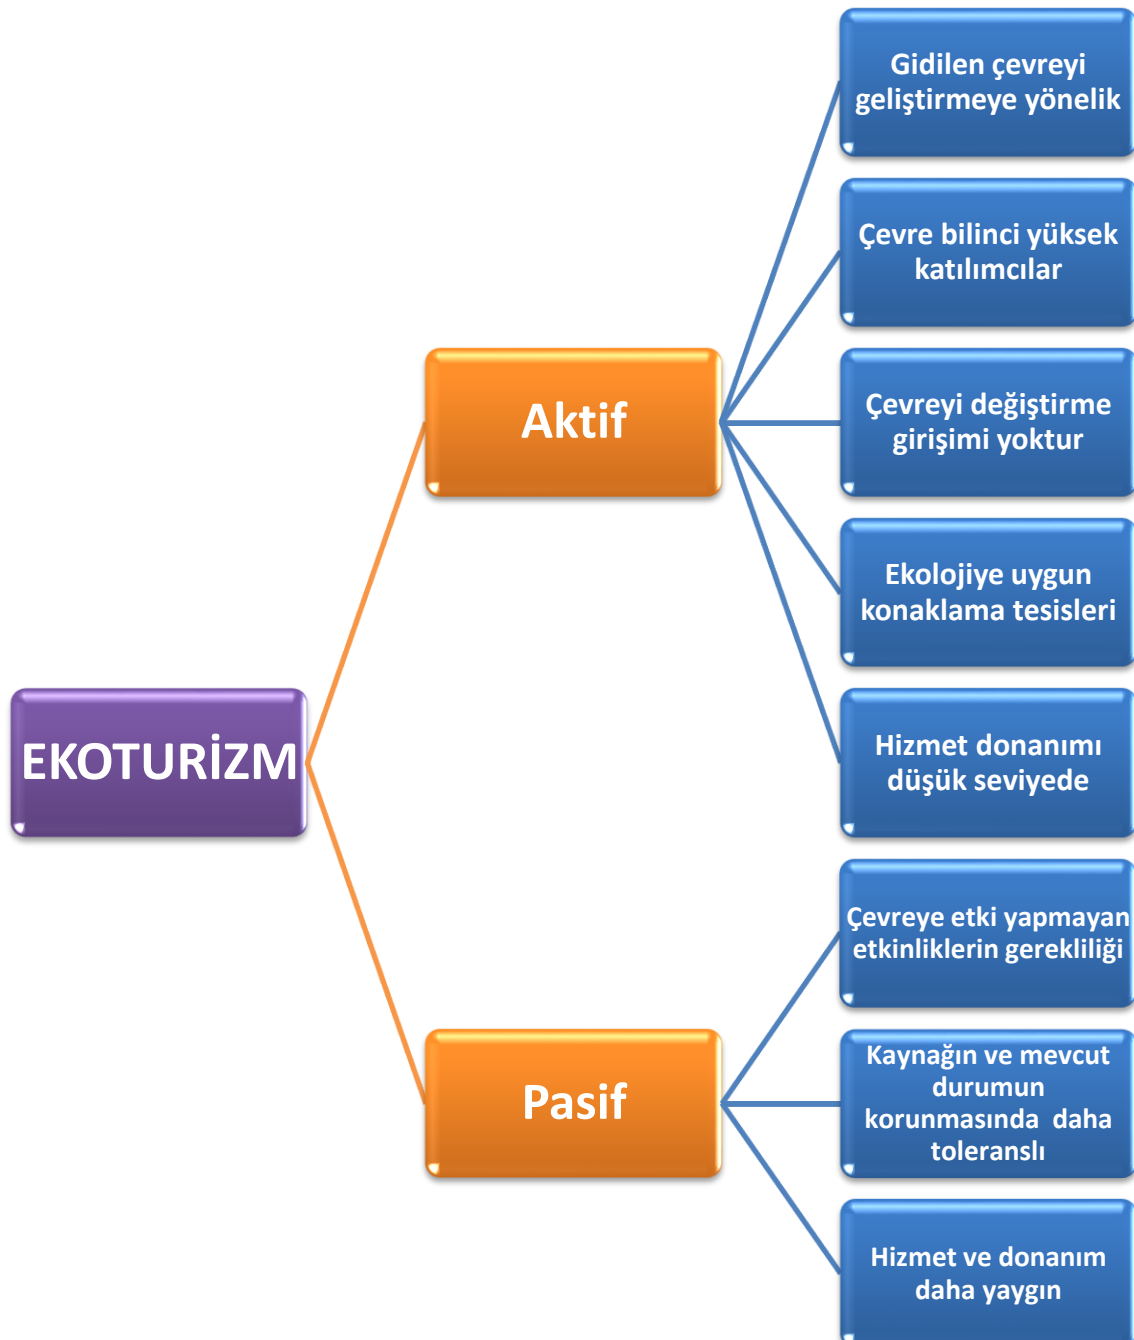 Gidilen çevreyi
geliştirmeye yönelik
Çevre bilinci yüksek
katılımcılar
Aktif
Çevreyi değiştirme
girişimi yoktur
Ekolojiye uygun
konaklama tesisleri
EKOTURİZM
Hizmet donanımı
düşük seviyede
Çevreye etki yapmayan
etkinliklerin gerekliliği
Pasif
Kaynağın ve mevcut
durumun
korunmasında daha
toleranslı
Hizmet ve donanım
daha yaygın